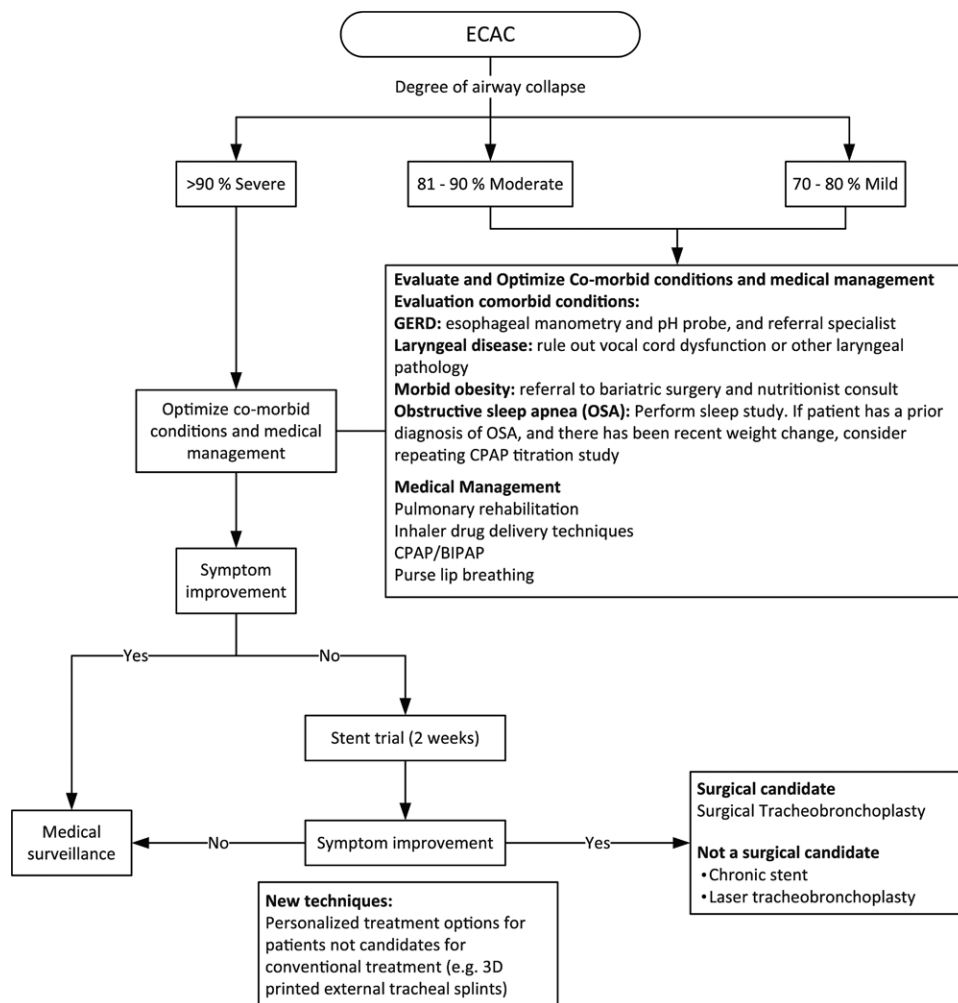 ECAC
Degree of airway collapse
>90 % Severe
81 - 90 % Moderate
70 - 80 % Mild
Evaluate and Optimize Co-morbid conditions and medical management
Evaluation comorbid conditions:
GERD: esophageal manometry and pH probe, and referral specialist
Laryngeal disease: rule out vocal cord dysfunction or other laryngeal
pathology
Morbid obesity: referral to bariatric surgery and nutritionist consult
Obstructive sleep apnea (OSA): Perform sleep study. If patient has a prior
diagnosis of OSA, and there has been recent weight change, consider
repeating CPAP titration study
Medical Management
Pulmonary rehabilitation
Inhaler drug delivery techniques
CPAP/BIPAP
Purse lip breathing
Optimize co-morbid
conditions and medical
management
Symptom
improvement
Yes
No
Stent trial (2 weeks)
Medical
surveillance
No
Symptom improvement
Yes
Surgical candidate
Surgical Tracheobronchoplasty
Not a surgical candidate
• Chronic stent
• Laser tracheobronchoplasty
New techniques:
Personalized treatment options for
patients not candidates for
conventional treatment (e.g. 3D
printed external tracheal splints)